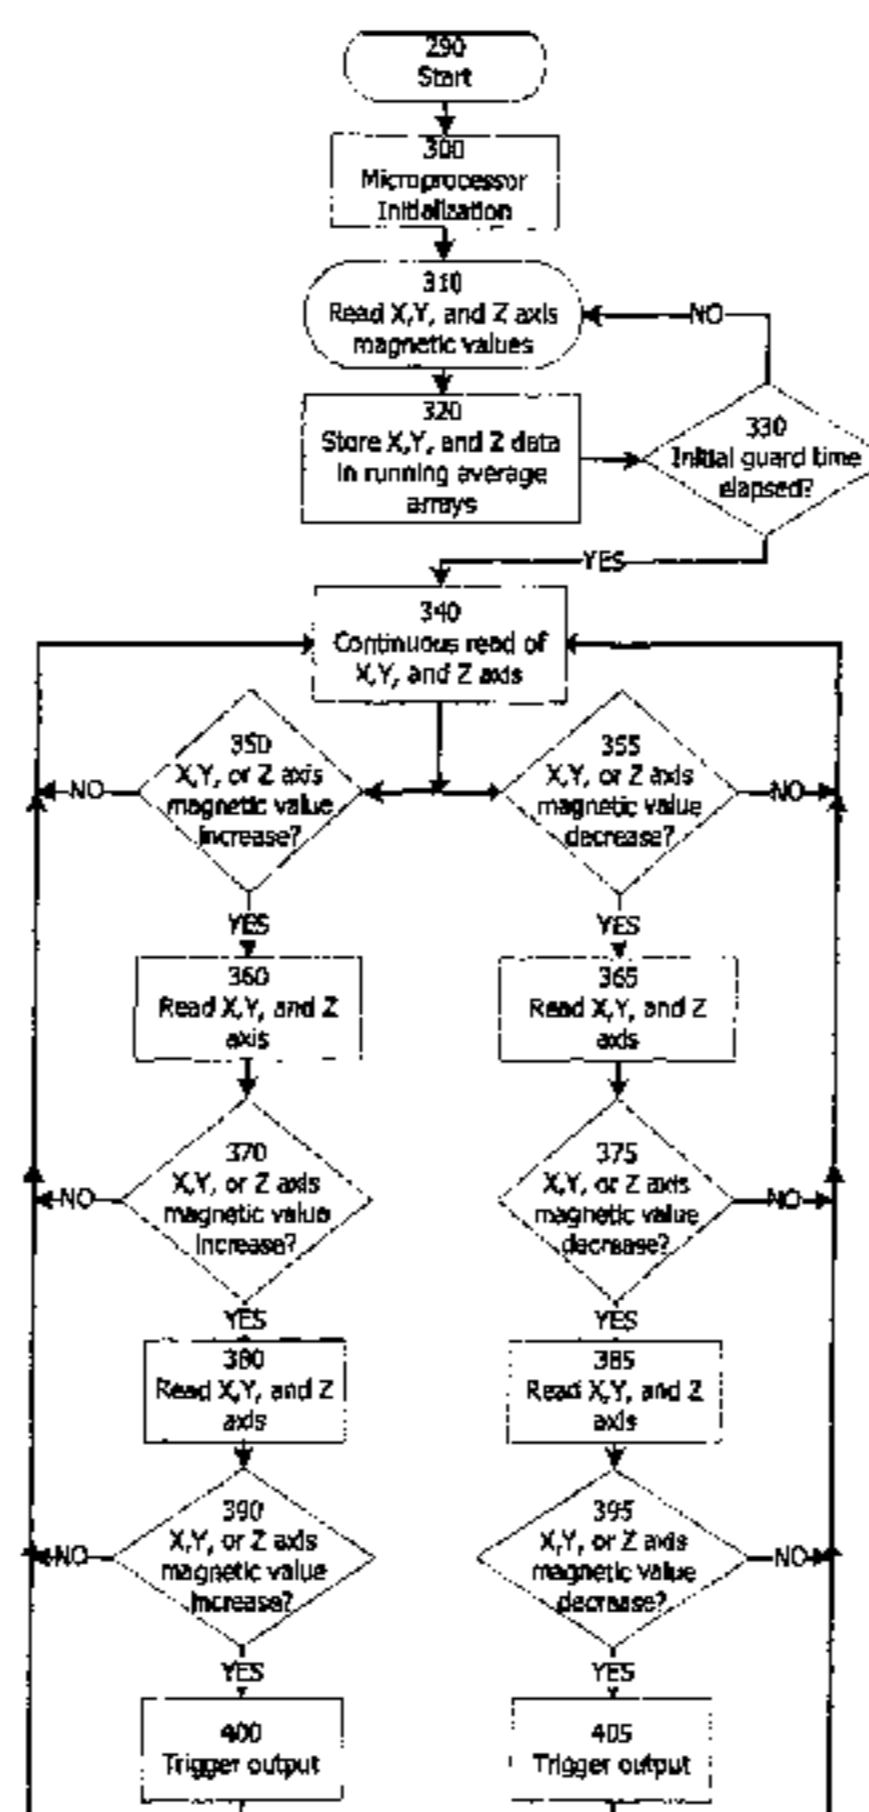 290
Start
300
Microprocessor
Initialization
310
Read X,Y, and Z axis
magnetic values
NO
320
Store X,Y, and Z data
in running average
arrays
330
Initial guard time
elapsed?
YES
340
Continuous read of
X,Y, and Z axis
350
X,Y, or Z axis
magnetic value
increase?
NO
355
X,Y, or Z axis
magnetic value
decrease?
NO
YES
YES
360
Read X,Y, and Z
axis
365
Read X,Y, and Z
axis
370
X,Y, or Z axis
magnetic value
increase?
NO
375
X,Y, or Z axis
magnetic value
decrease?
NO
YES
YES
380
Read X,Y, and Z
axis
385
Read X,Y, and Z
axis
390
X,Y, or Z axis
magnetic value
increase?
NO
395
X,Y, or Z axis
magnetic value
decrease?
NO
YES
YES
400
Trigger output
405
Trigger output